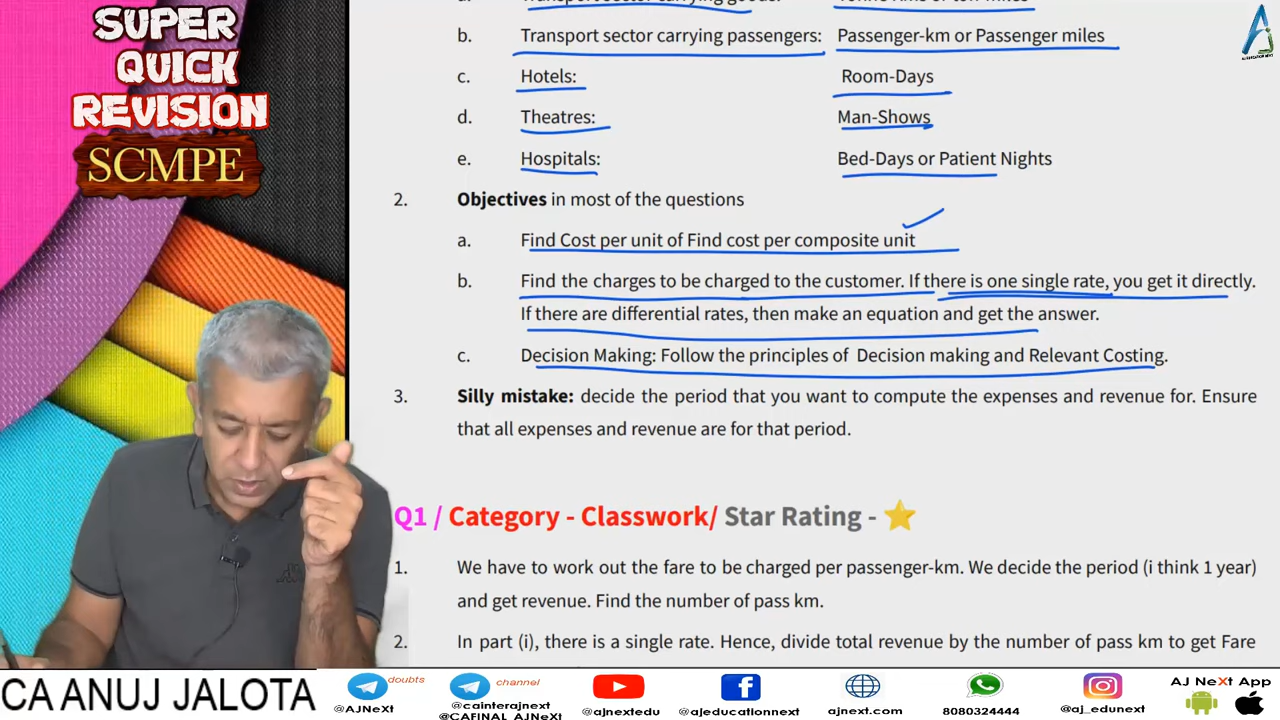 SUPER
QUICK
REVISION
SCMPE
b. Transport sector carrying passengers: Passenger-km or Passenger miles
c. Hotels: Room-Days
d. Theatres: Man-Shows
e. Hospitals: Bed-Days or Patient Nights
2. Objectives in most of the questions
a. Find Cost per unit of Find cost per composite unit
b. Find the charges to be charged to the customer. If there is one single rate, you get it directly.
If there are differential rates, then make an equation and get the answer.
c. Decision Making: Follow the principles of Decision making and Relevant Costing.
3. Silly mistake: decide the period that you want to compute the expenses and revenue for. Ensure
that all expenses and revenue are for that period.
Q1 / Category - Classwork/ Star Rating -
1. We have to work out the fare to be charged per passenger-km. We decide the period (i think 1 year)
and get revenue. Find the number of pass km.
2. In part (i), there is a single rate. Hence, divide total revenue by the number of pass km to get Fare
CA ANUJ JALOTA
doubts
@AJNeXt
channel
@cainterajnext
@CAFINAL_AJNeXt
@ajnextedu
@ajeducationnext
ajnext.com
8080324444
@aj_edunext
AJ NeXt App